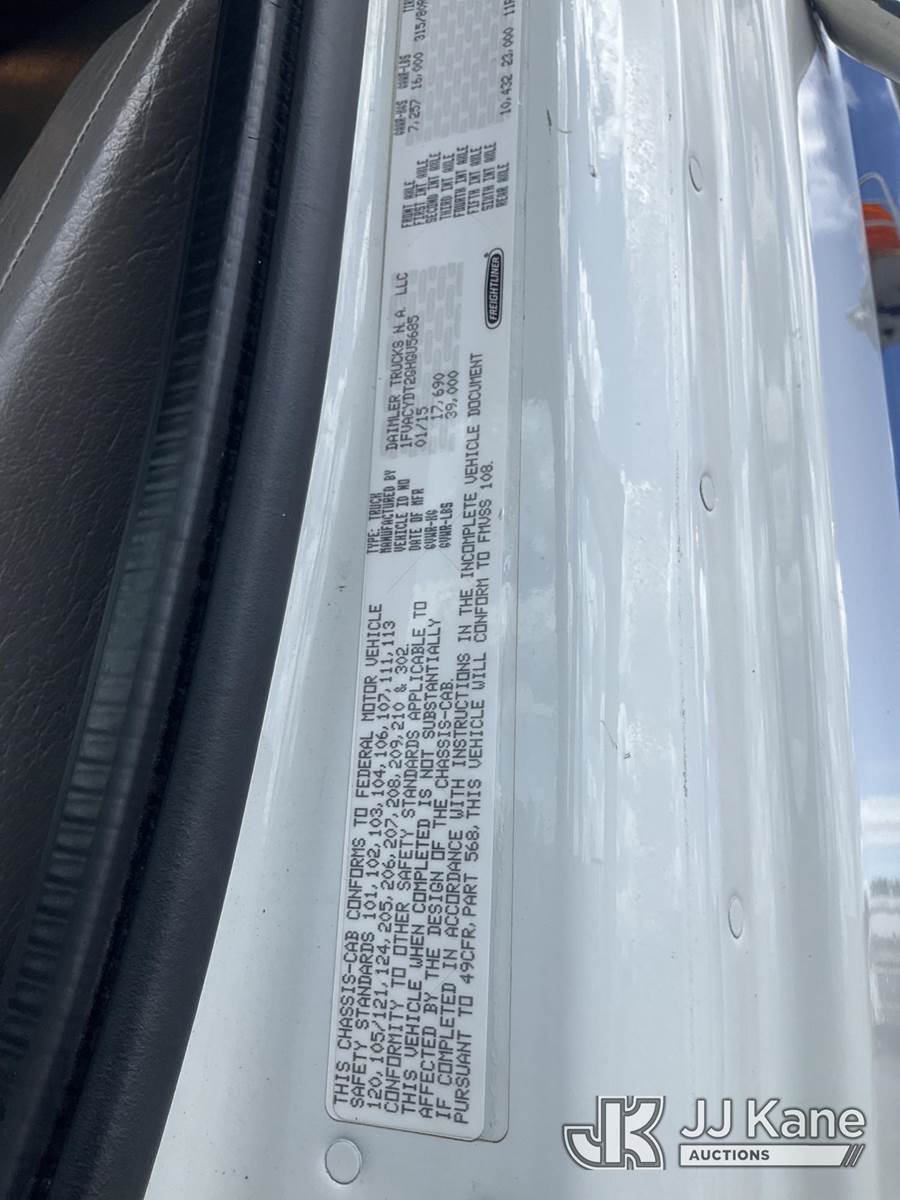 THIS CHASSIS-CAB CONFORMS TO FEDERAL MOTOR VEHICLE
SAFETY STANDARDS 101, 102, 103, 104, 106, 107, 111, 113
120, 105/121, 124, 205, 206, 207, 208, 209, 210 & 302.
CONFORMITY TO OTHER SAFETY STANDARDS APPLICABLE TO
THIS VEHICLE WHEN COMPLETED IS NOT SUBSTANTIALLY
AFFECTED BY THE DESIGN OF THE CHASSIS-CAB.
IF COMPLETED IN ACCORDANCE WITH INSTRUCTIONS IN THE INCOMPLETE VEHICLE DOCUMENT
PURSUANT TO 49CFR, PART 568, THIS VEHICLE WILL CONFORM TO FMVSS 108.
TYPE: TRUCK
MANUFACTURED BY DAIMLER TRUCKS N.A. LLC
VEHICLE ID NO 1FVACYDT2GHGU5685
DATE OF MFR 01/15
GVWR-KG 17,690
GVWR-LBS 39,000
FREIGHTLINER
GAWR-KGS GAWR-LBS
FRONT AXLE 7,257 16,000
FIRST INT AXLE
SECOND INT AXLE
THIRD INT AXLE
FOURTH INT AXLE
FIFTH INT AXLE
SIXTH INT AXLE
REAR AXLE 10,432 23,000
JK JJ Kane
AUCTIONS